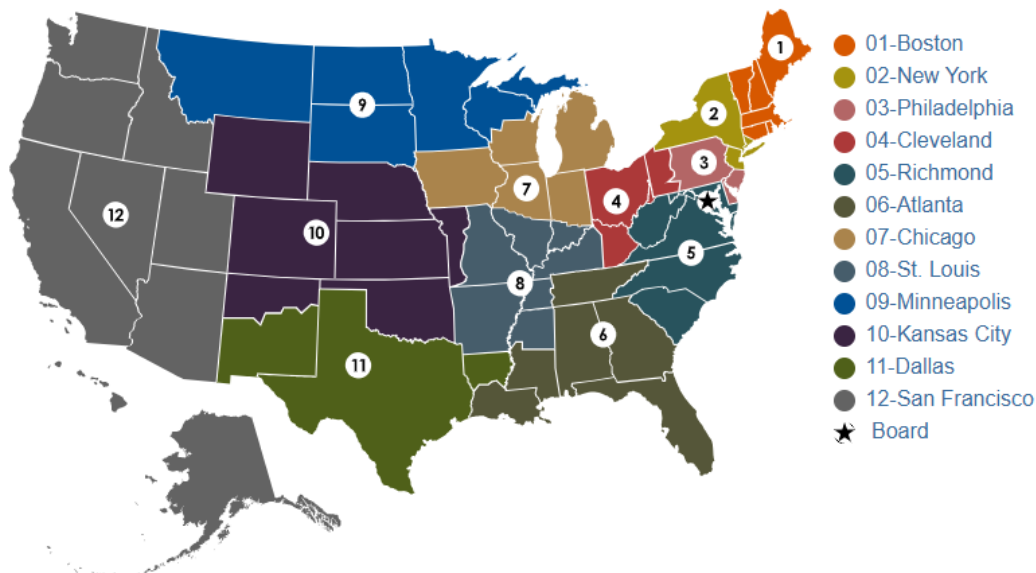 1
2
3
4
5
6
7
8
9
10
11
12
01-Boston
02-New York
03-Philadelphia
04-Cleveland
05-Richmond
06-Atlanta
07-Chicago
08-St. Louis
09-Minneapolis
10-Kansas City
11-Dallas
12-San Francisco
Board